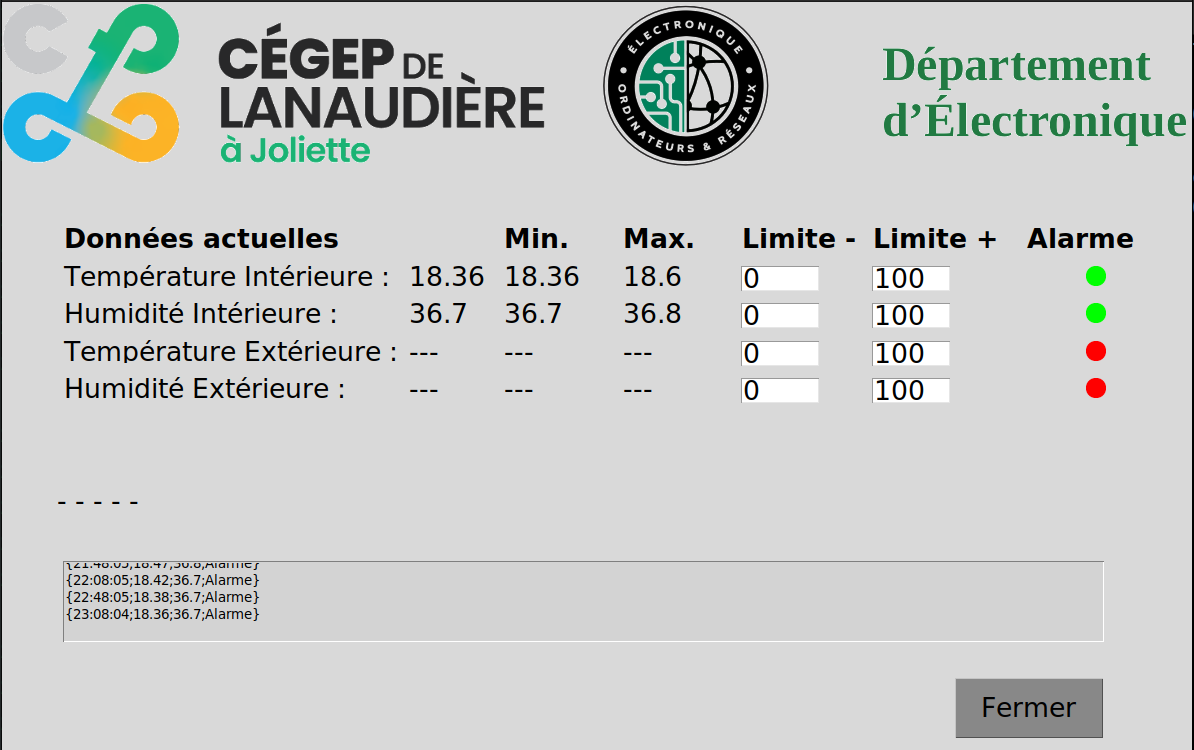 CÉGEP DE
LANAUDIÈRE
à Joliette
ÉLECTRONIQUE
ORDINATEURS & RÉSEAUX
Département
d’Électronique
Données actuelles Min. Max. Limite - Limite + Alarme
Température Intérieure : 18.36 18.36 18.6 0 100
Humidité Intérieure : 36.7 36.7 36.8 0 100
Température Extérieure : --- --- --- 0 100
Humidité Extérieure : --- --- --- 0 100
- - - - -
{21:48:05;18.47;36.8;Alarme}
{22:08:05;18.42;36.7;Alarme}
{22:48:05;18.38;36.7;Alarme}
{23:08:04;18.36;36.7;Alarme}
Fermer